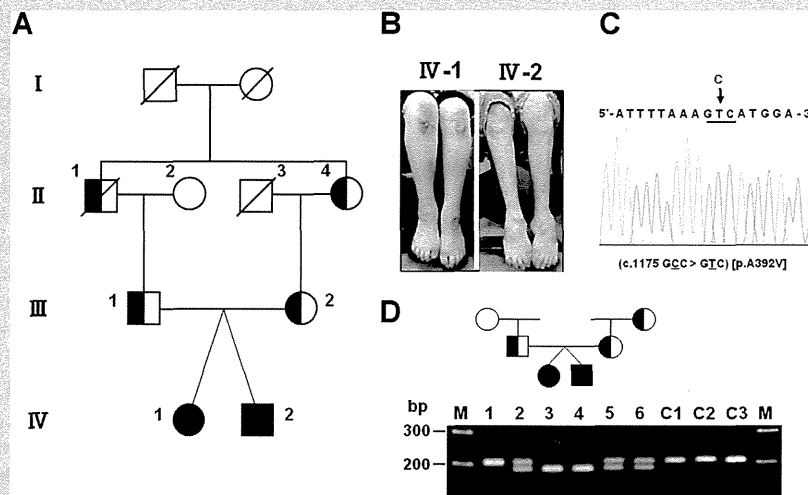 A
B
C
I
1
2
3
4
II
1
2
III
1
2
IV
IV-1 IV-2
C
5'-ATTTTAAAGTCATGGA-3
(c.1175 GCC> GTC) [p.A392V]
D
bp M 1 2 3 4 5 6 C1 C2 C3 M
300
200